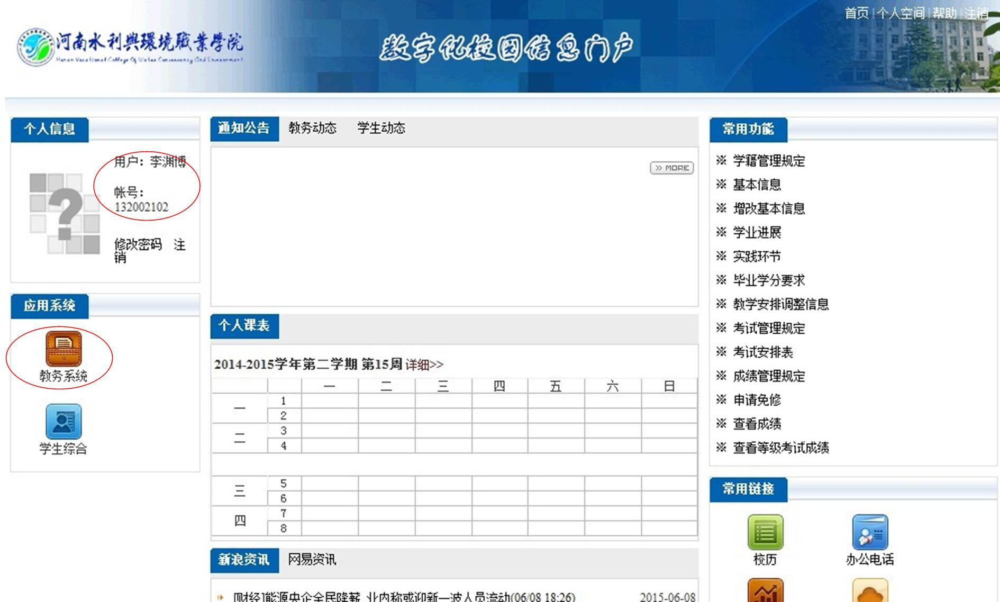 首页 | 个人空间 | 帮助 | 注销
河南水利與環境職業學院
Henan Vocational College Of Water Conservancy And Environment
数字化校园信息门户
个人信息
用户：李渊博
帐号：
132002102
修改密码 注
销
应用系统
教务系统
学生综合
通知公告 教务动态 学生动态
» MORE
个人课表
2014-2015学年第二学期 第15周 详细>>
一 二 三 四 五 六 日
一 1
2
二 3
4
三 5
6
四 7
8
新浪资讯 网易资讯
[财经]能源央企全民降薪 业内称或迎新一波人员流动(06/08 18:26) 2015-06-08
常用功能
※ 学籍管理规定
※ 基本信息
※ 增改基本信息
※ 学业进展
※ 实践环节
※ 毕业学分要求
※ 教学安排调整信息
※ 考试管理规定
※ 考试安排表
※ 成绩管理规定
※ 申请免修
※ 查看成绩
※ 查看等级考试成绩
常用链接
校历 办公电话